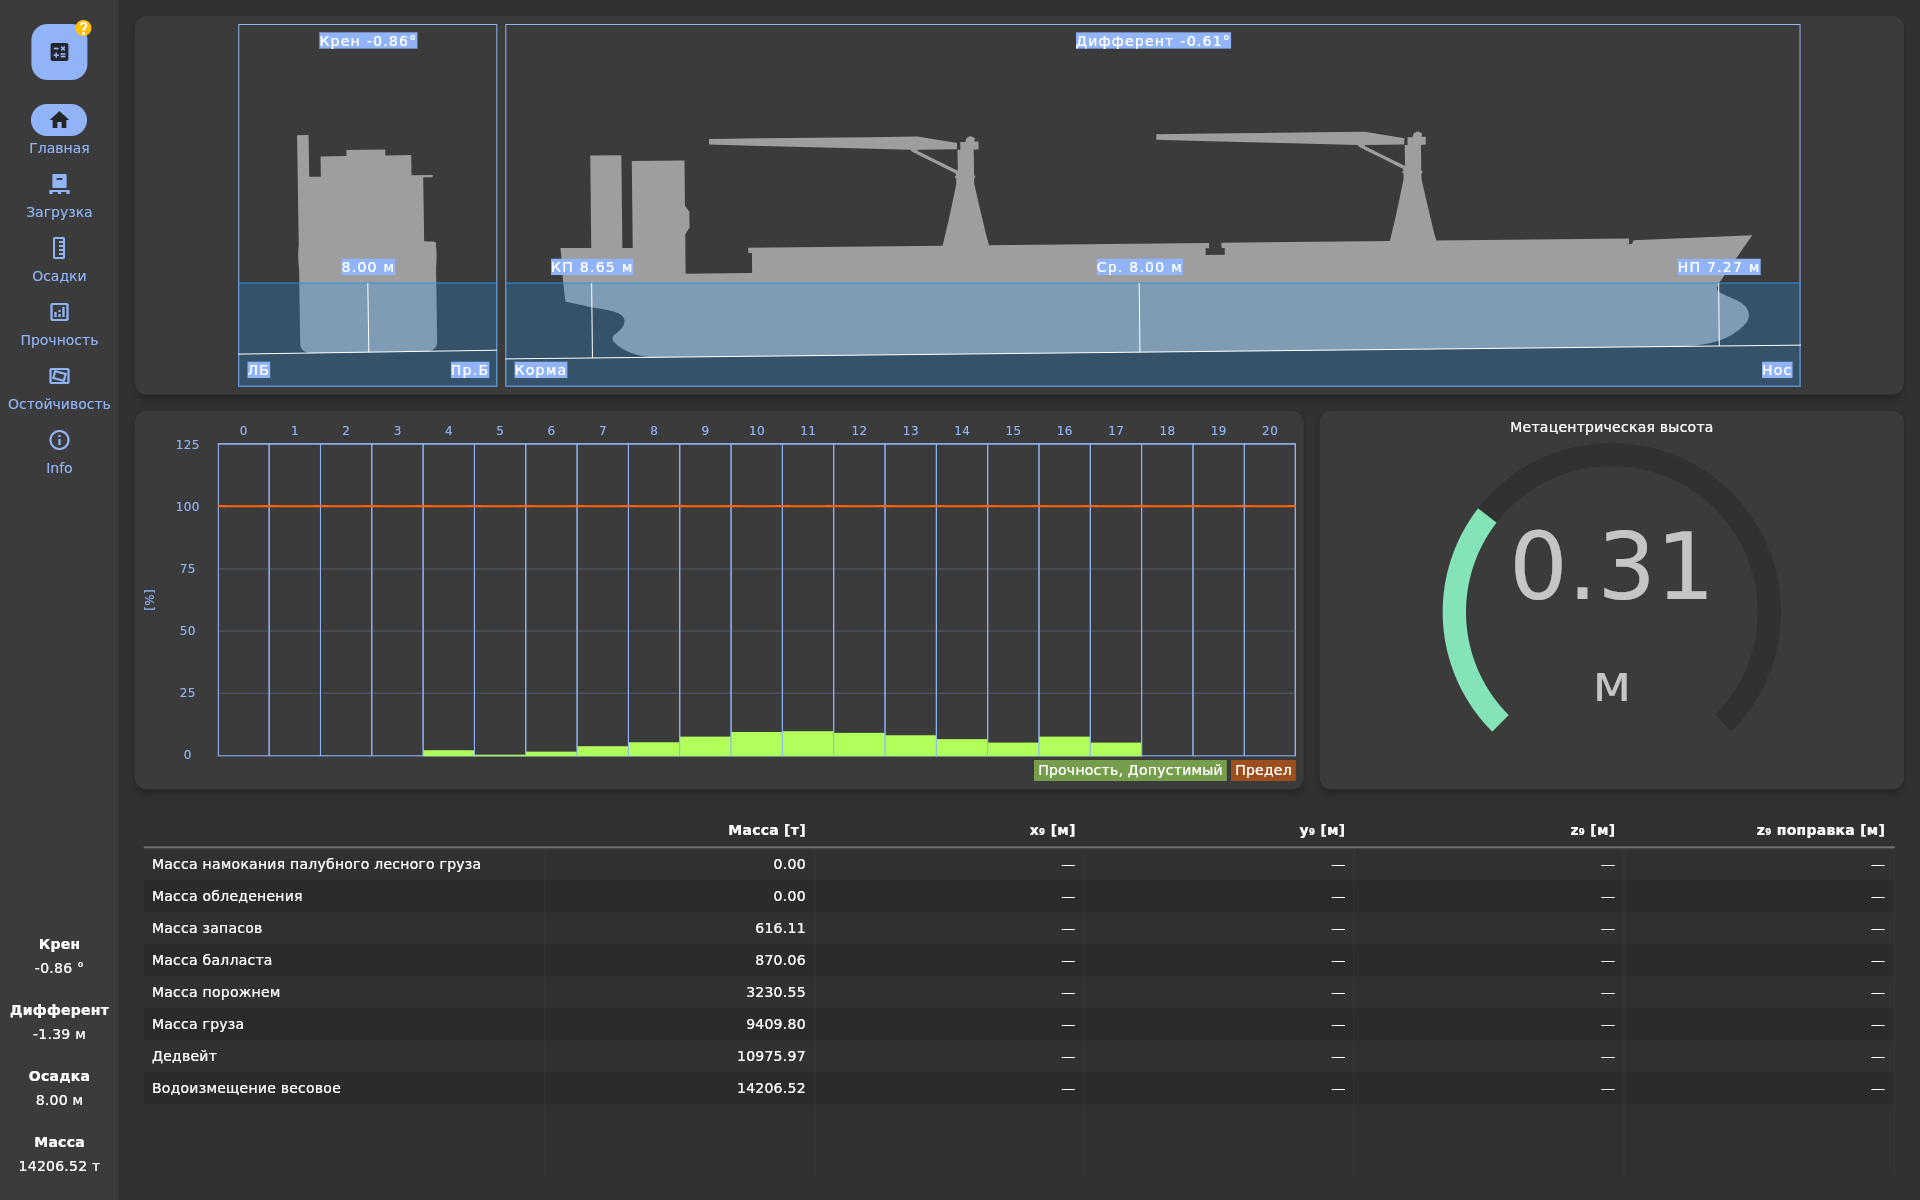 ?
Главная
Загрузка
Осадки
Прочность
Остойчивость
Info
Крен
-0.86 °
Дифферент
-1.39 м
Осадка
8.00 м
Масса
14206.52 т
Крен -0.86°
8.00 м
ЛБ Пр.Б
Дифферент -0.61°
КП 8.65 м Ср. 8.00 м НП 7.27 м
Корма Нос
0 1 2 3 4 5 6 7 8 9 10 11 12 13 14 15 16 17 18 19 20
125
100
75
50
25
0
[%]
Прочность, Допустимый Предел
Метацентрическая высота
0.31
м
Масса [т] x₉ [м] y₉ [м] z₉ [м] z₉ поправка [м]
Масса намокания палубного лесного груза 0.00 — — — —
Масса обледенения 0.00 — — — —
Масса запасов 616.11 — — — —
Масса балласта 870.06 — — — —
Масса порожнем 3230.55 — — — —
Масса груза 9409.80 — — — —
Дедвейт 10975.97 — — — —
Водоизмещение весовое 14206.52 — — — —